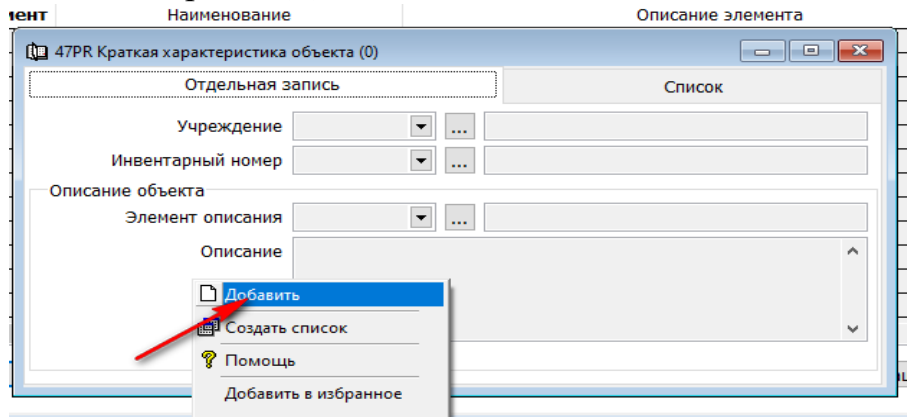 мент Наименование Описание элемента
47PR Краткая характеристика объекта (0)
Отдельная запись Список
Учреждение ...
Инвентарный номер ...
Описание объекта
Элемент описания ...
Описание
Добавить
Создать список
? Помощь
Добавить в избранное